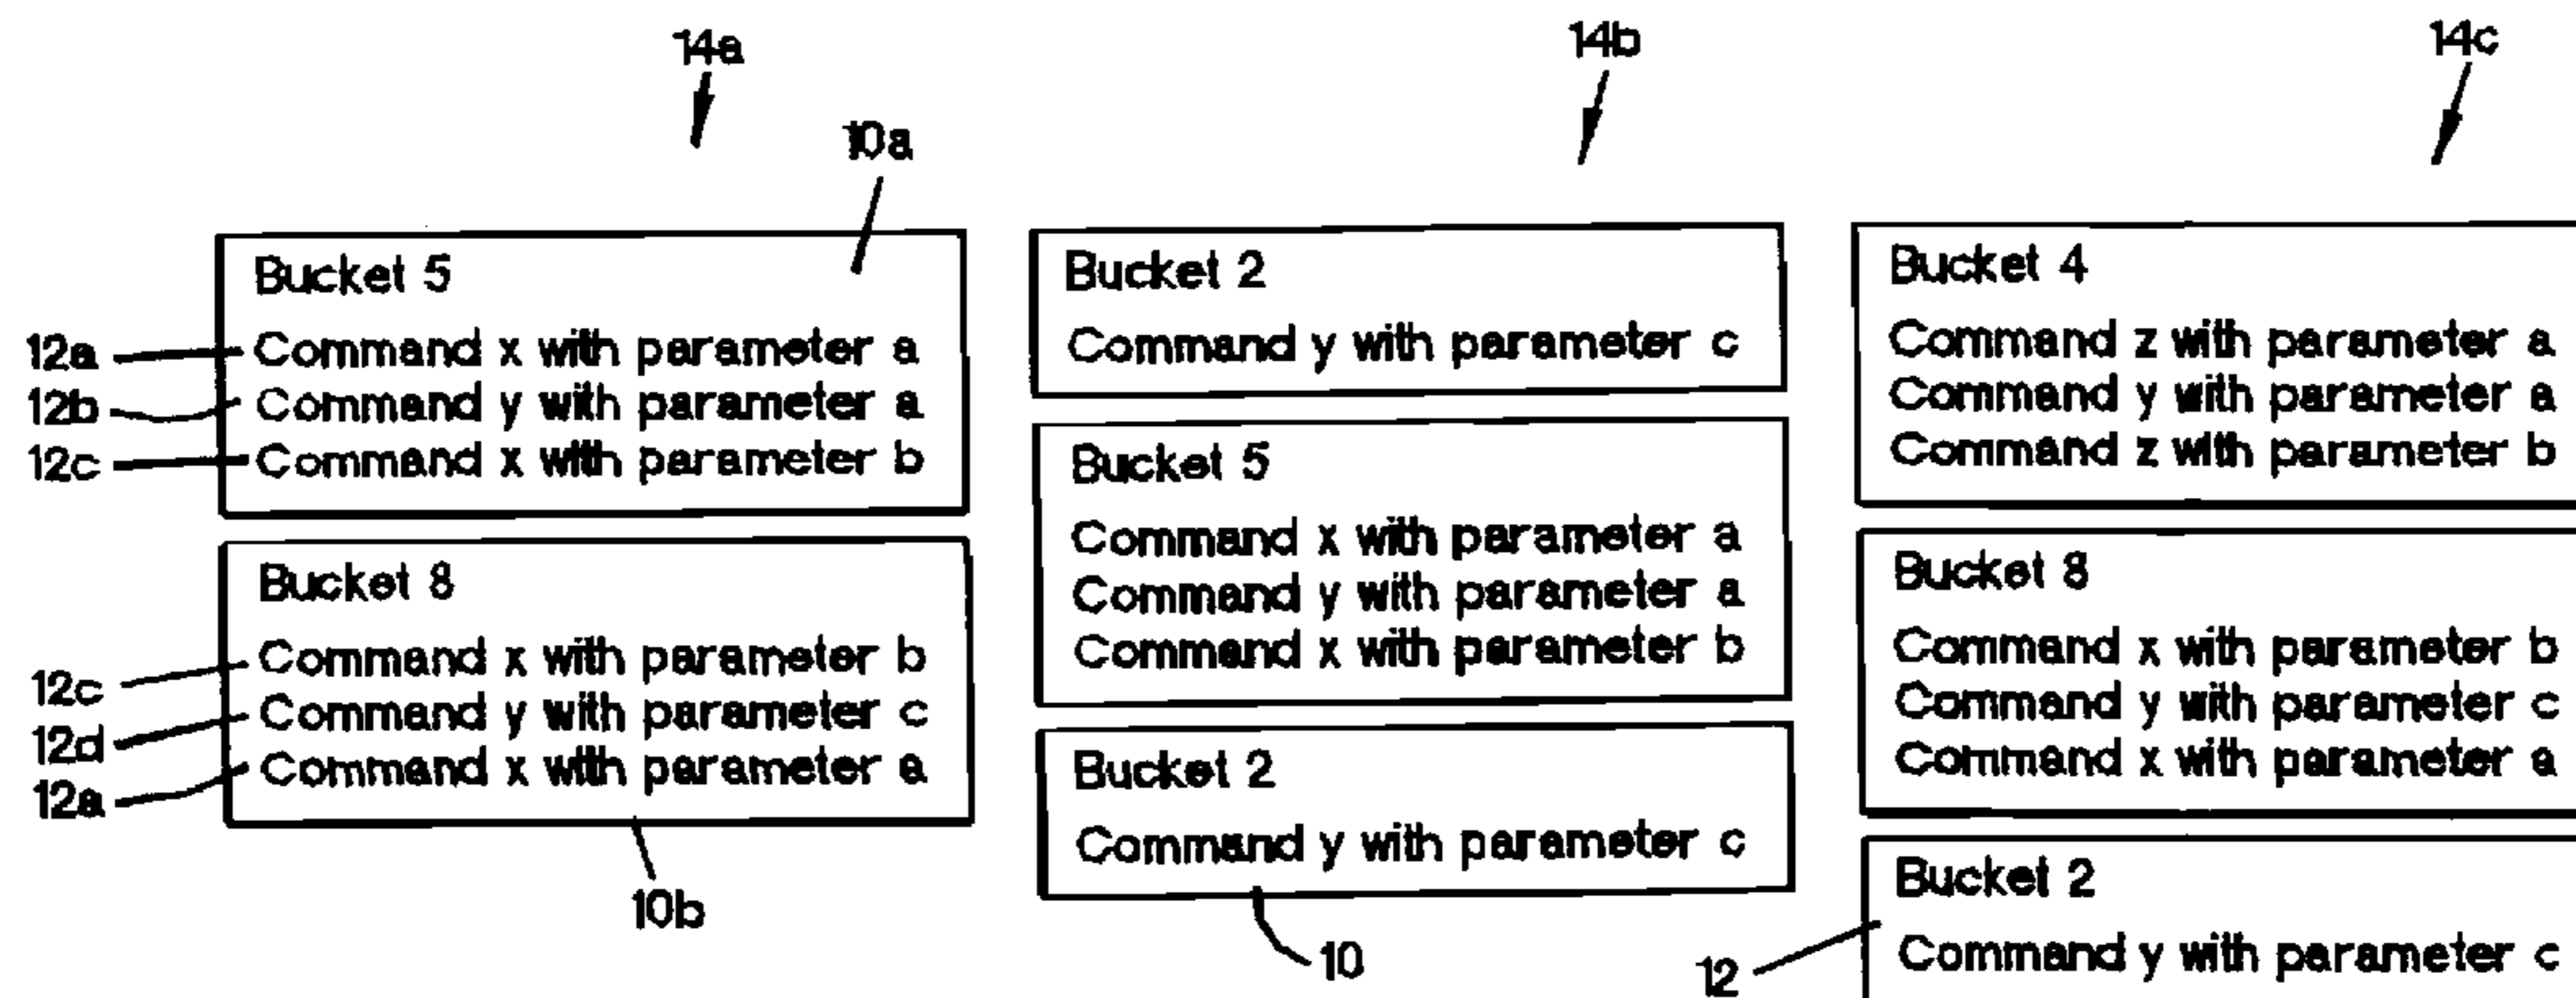 14a
10a
Bucket 5
12a Command x with parameter a
12b Command y with parameter a
12c Command x with parameter b
Bucket 8
12c Command x with parameter b
12d Command y with parameter c
12a Command x with parameter a
10b
14b
Bucket 2
Command y with parameter c
Bucket 5
Command x with parameter a
Command y with parameter a
Command x with parameter b
Bucket 2
Command y with parameter c
10
14c
Bucket 4
Command z with parameter a
Command y with parameter a
Command z with parameter b
Bucket 8
Command x with parameter b
Command y with parameter c
Command x with parameter a
Bucket 2
12 Command y with parameter c